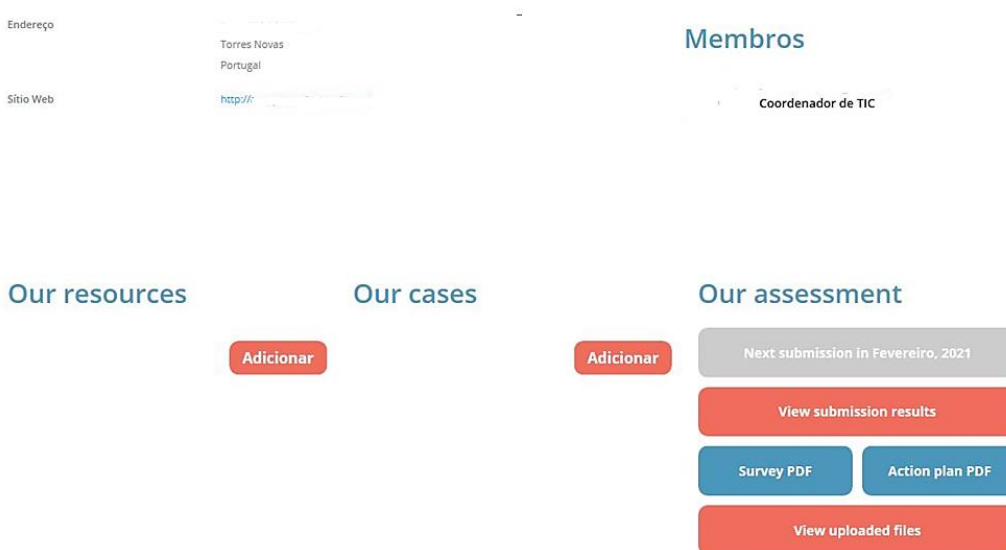 Endereço
Torres Novas
Portugal
Sítio Web
http://
Membros
Coordenador de TIC
Our resources
Adicionar
Our cases
Adicionar
Our assessment
Next submission in Fevereiro, 2021
View submission results
Survey PDF
Action plan PDF
View uploaded files